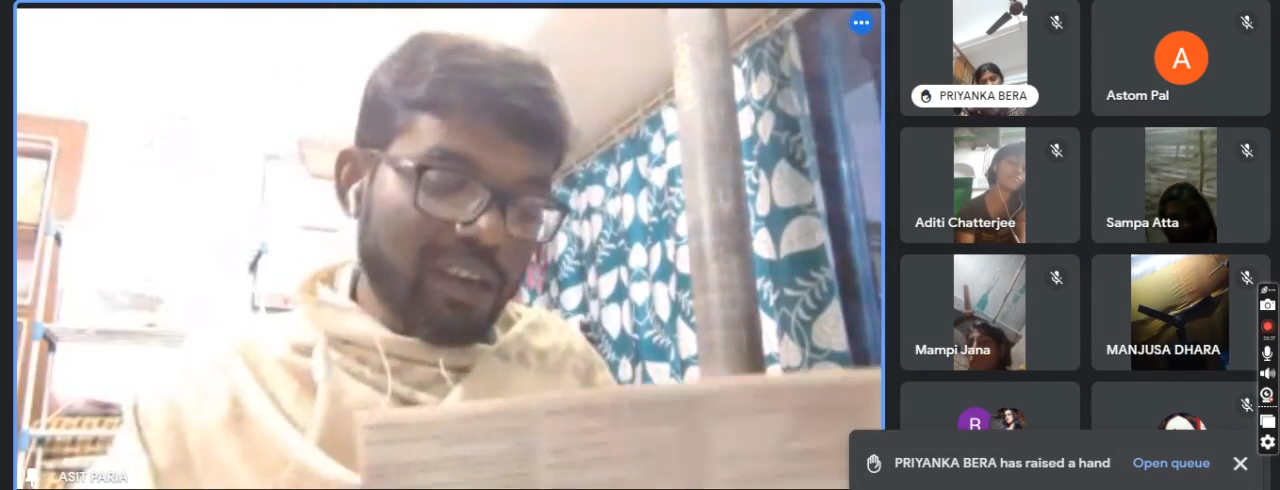 PRIYANKA BERA
A
Astom Pal
Aditi Chatterjee
Sampa Atta
Mampi Jana
MANJUSA DHARA
R
ASIT PARIA
PRIYANKA BERA has raised a hand
Open queue